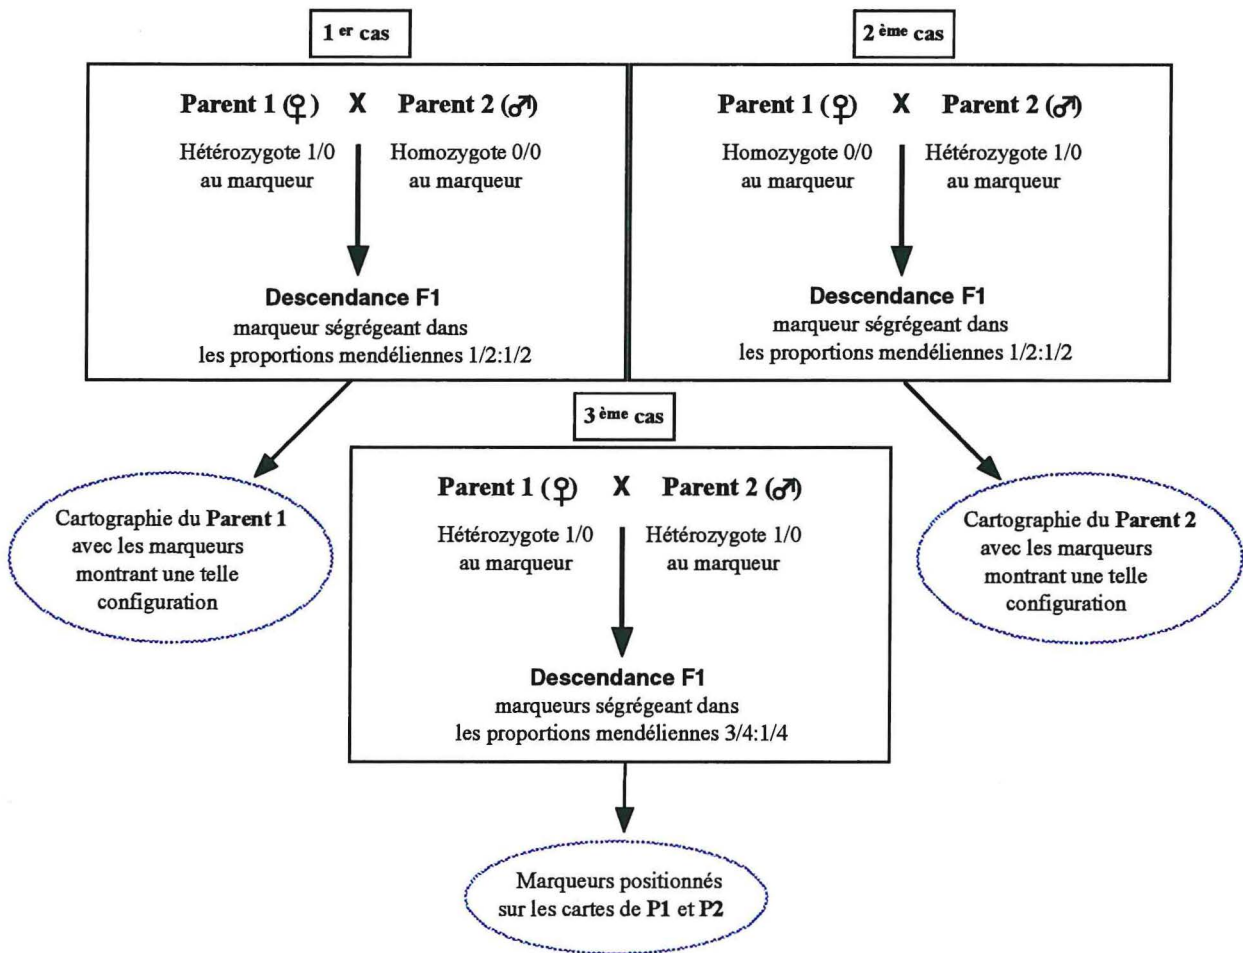 1 er cas
Parent 1 (♀) X Parent 2 (♂)
Hétérozygote 1/0 Homozygote 0/0
au marqueur au marqueur
Descendance F1
marqueur ségrégeant dans
les proportions mendéliennes 1/2:1/2
Cartographie du Parent 1
avec les marqueurs
montrant une telle
configuration
2 ème cas
Parent 1 (♀) X Parent 2 (♂)
Homozygote 0/0 Hétérozygote 1/0
au marqueur au marqueur
Descendance F1
marqueur ségrégeant dans
les proportions mendéliennes 1/2:1/2
Cartographie du Parent 2
avec les marqueurs
montrant une telle
configuration
3 ème cas
Parent 1 (♀) X Parent 2 (♂)
Hétérozygote 1/0 Hétérozygote 1/0
au marqueur au marqueur
Descendance F1
marqueurs ségrégeant dans
les proportions mendéliennes 3/4:1/4
Marqueurs positionnés
sur les cartes de P1 et P2